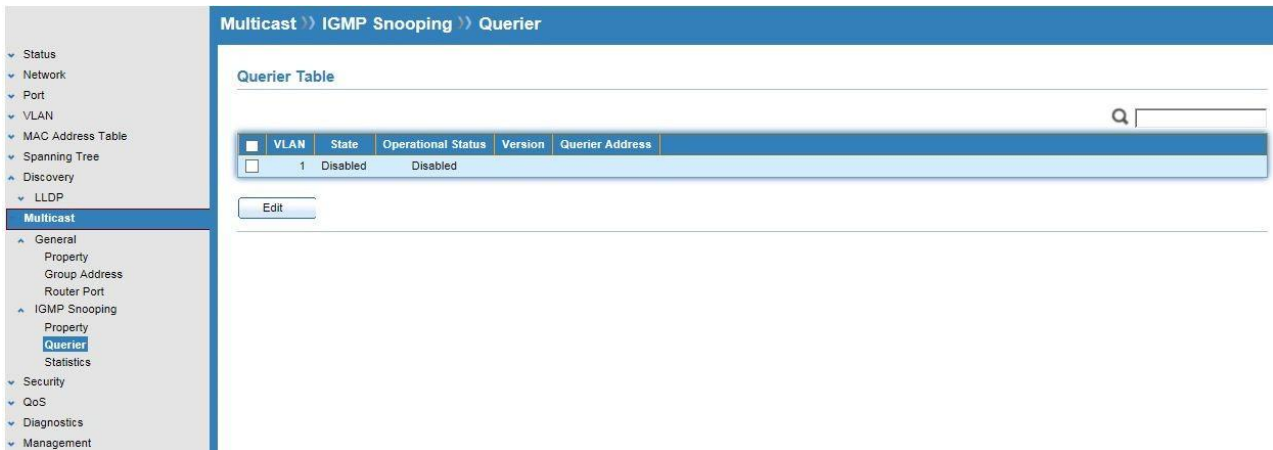 Multicast 》 IGMP Snooping 》 Querier
Status
Network
Port
VLAN
MAC Address Table
Spanning Tree
Discovery
LLDP
Multicast
General
Property
Group Address
Router Port
IGMP Snooping
Property
Querier
Statistics
Security
QoS
Diagnostics
Management
Querier Table
VLAN State Operational Status Version Querier Address
1 Disabled Disabled
Edit